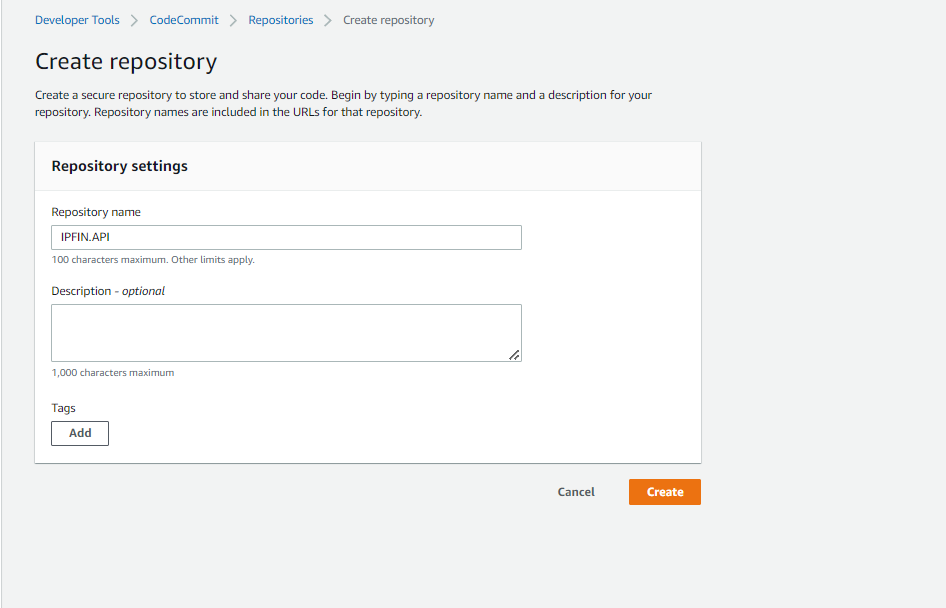 Developer Tools > CodeCommit > Repositories > Create repository
Create repository
Create a secure repository to store and share your code. Begin by typing a repository name and a description for your
repository. Repository names are included in the URLs for that repository.
Repository settings
Repository name
IPFIN.API
100 characters maximum. Other limits apply.
Description - optional
1,000 characters maximum
Tags
Add
Cancel Create